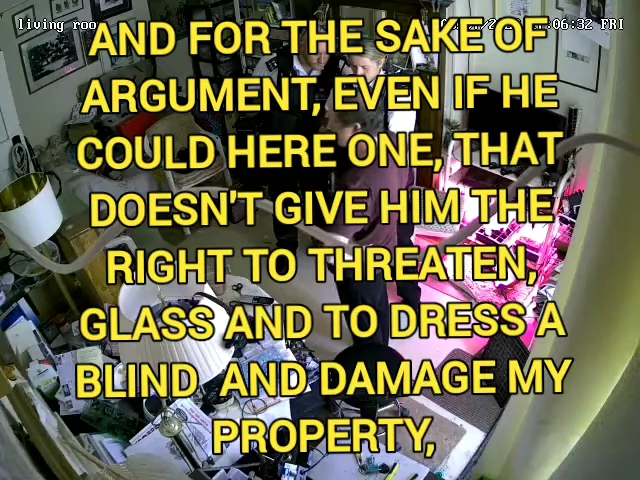 living roo
06:32 FRI
AND FOR THE SAKE OF
ARGUMENT, EVEN IF HE
COULD HERE ONE, THAT
DOESN'T GIVE HIM THE
RIGHT TO THREATEN,
GLASS AND TO DRESS A
BLIND AND DAMAGE MY
PROPERTY,